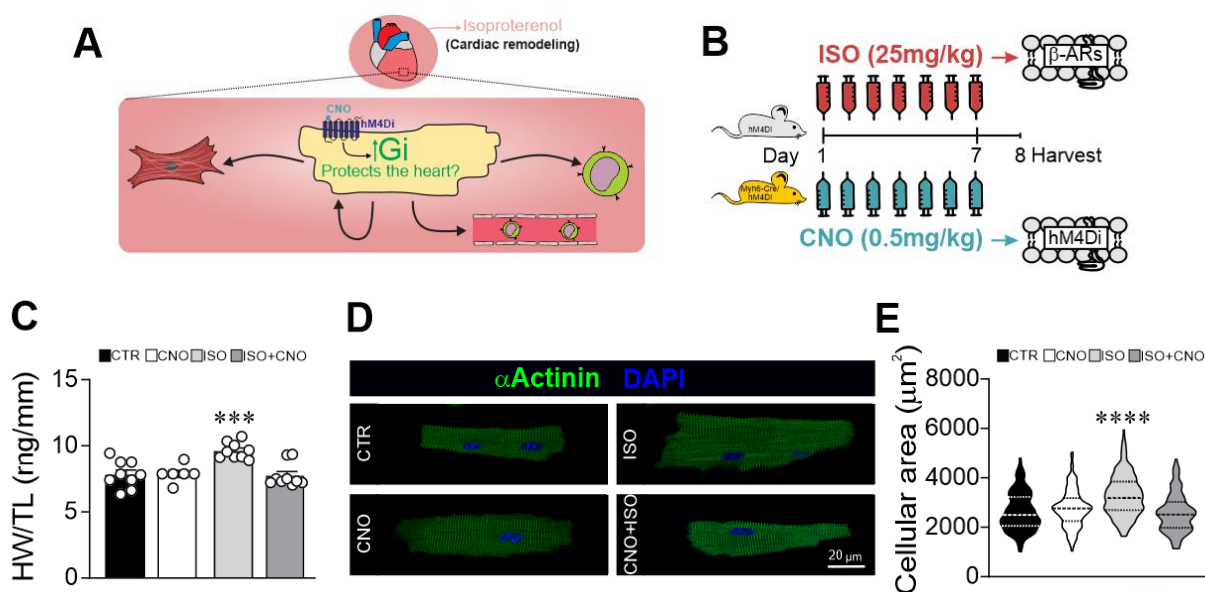 A
Isoproterenol
(Cardiac remodeling)
CNO
hM4Di
↑Gi
Protects the heart?
B
ISO (25mg/kg)
β-ARs
hM4DI
Day 1 7 8 Harvest
Myh6-Cre/
hM4DI
CNO (0.5mg/kg)
hM4Di
C
CTR CNO ISO ISO+CNO
HW/TL (rng/mm)
15
10
5
0
***
D
αActinin DAPI
CTR
ISO
CNO
CNO+ISO
20 μm
E
CTR CNO ISO ISO+CNO
Cellular area (μm²)
8000
6000
4000
2000
0
****